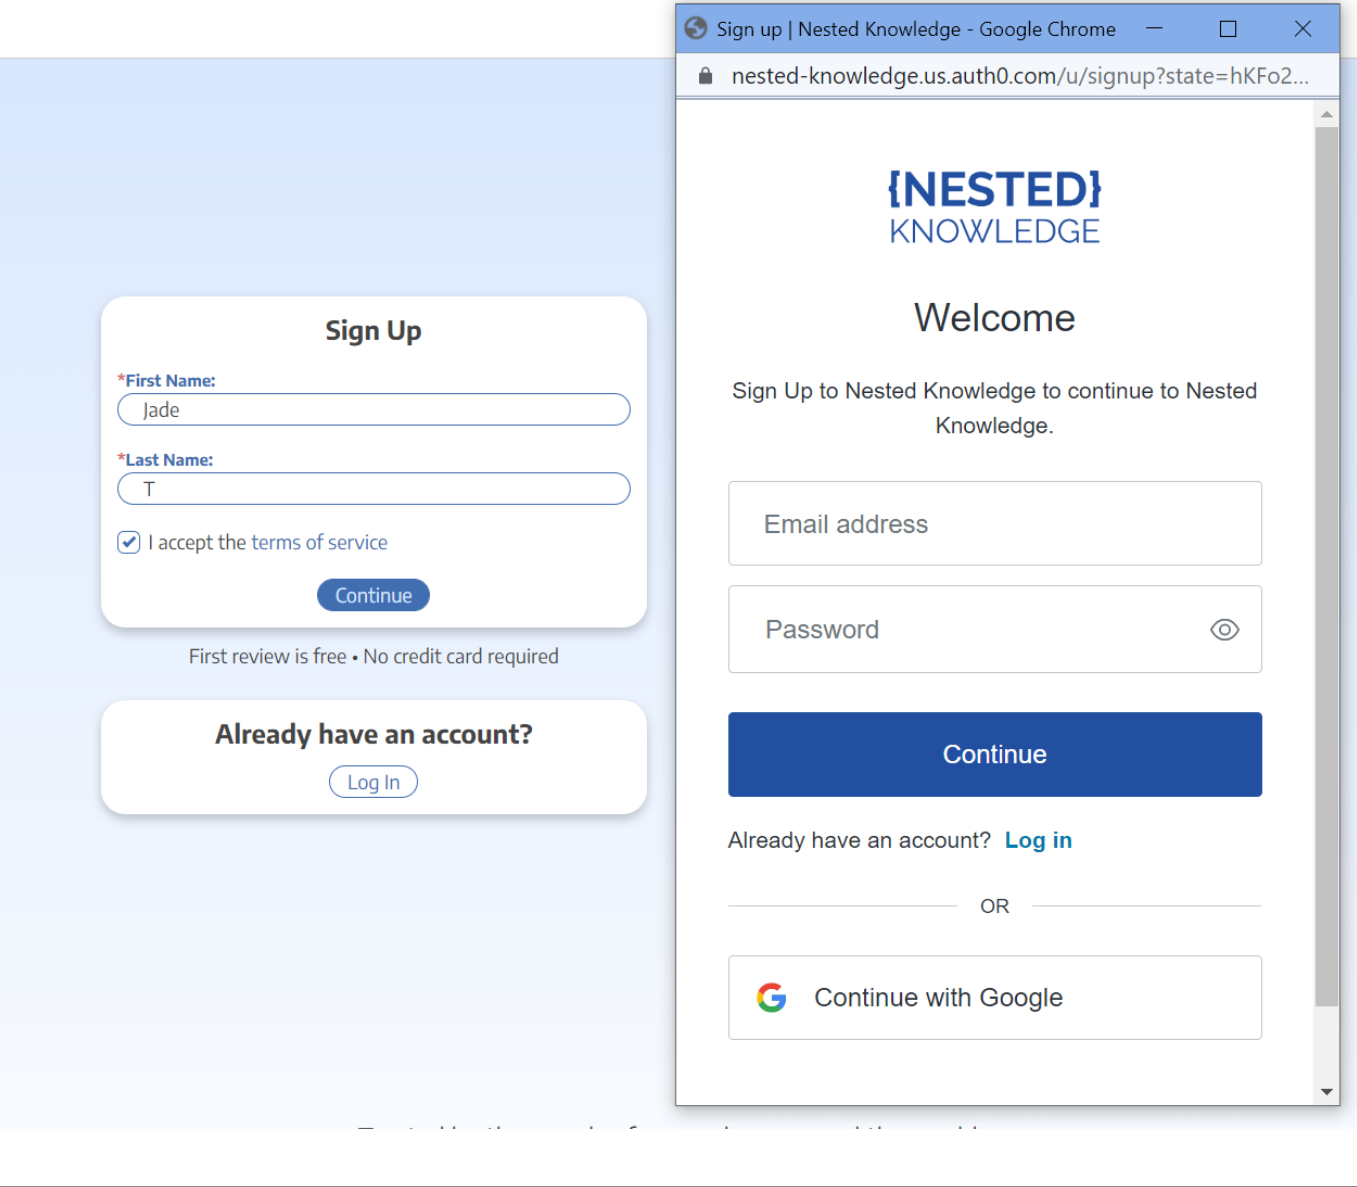 Sign Up
*First Name:
Jade
*Last Name:
T
I accept the terms of service
Continue
First review is free • No credit card required
Already have an account?
Log In
Sign up | Nested Knowledge - Google Chrome
nested-knowledge.us.auth0.com/u/signup?state=hKFo2...
{NESTED}
KNOWLEDGE
Welcome
Sign Up to Nested Knowledge to continue to Nested
Knowledge.
Email address
Password
Continue
Already have an account? Log in
OR
Continue with Google